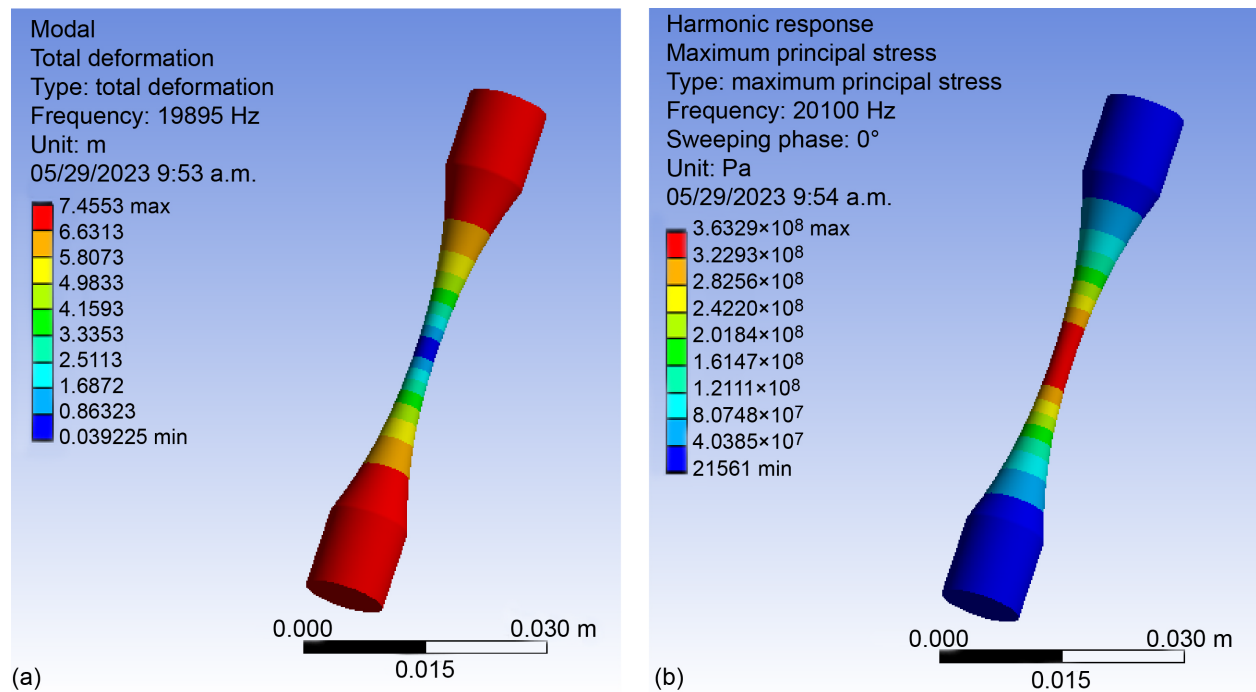 Modal
Total deformation
Type: total deformation
Frequency: 19895 Hz
Unit: m
05/29/2023 9:53 a.m.
7.4553 max
6.6313
5.8073
4.9833
4.1593
3.3353
2.5113
1.6872
0.86323
0.039225 min
0.000
0.030 m
0.015
(a)
Harmonic response
Maximum principal stress
Type: maximum principal stress
Frequency: 20100 Hz
Sweeping phase: 0°
Unit: Pa
05/29/2023 9:54 a.m.
3.6329×10⁸ max
3.2293×10⁸
2.8256×10⁸
2.4220×10⁸
2.0184×10⁸
1.6147×10⁸
1.2111×10⁸
8.0748×10⁷
4.0385×10⁷
21561 min
0.000
0.030 m
0.015
(b)